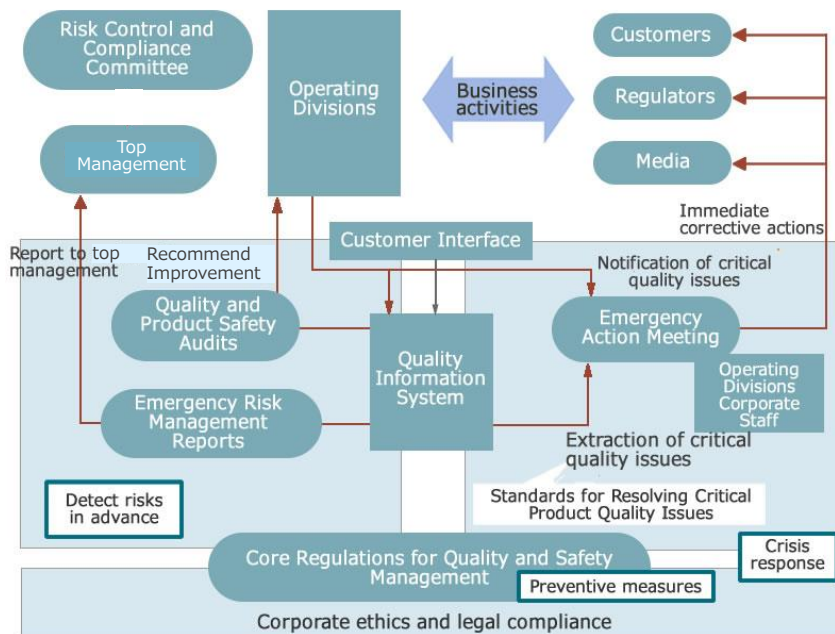 Risk Control and
Compliance
Committee
Operating
Divisions
Business
activities
Customers
Regulators
Media
Top
Management
Immediate
corrective actions
Customer Interface
Report to top
management
Recommend
Improvement
Notification of critical
quality issues
Quality and
Product Safety
Audits
Quality
Information
System
Emergency
Action Meeting
Operating
Divisions
Corporate
Staff
Emergency Risk
Management
Reports
Extraction of critical
quality issues
Detect risks
in advance
Standards for Resolving Critical
Product Quality Issues
Core Regulations for Quality and Safety
Management
Crisis
response
Preventive measures
Corporate ethics and legal compliance